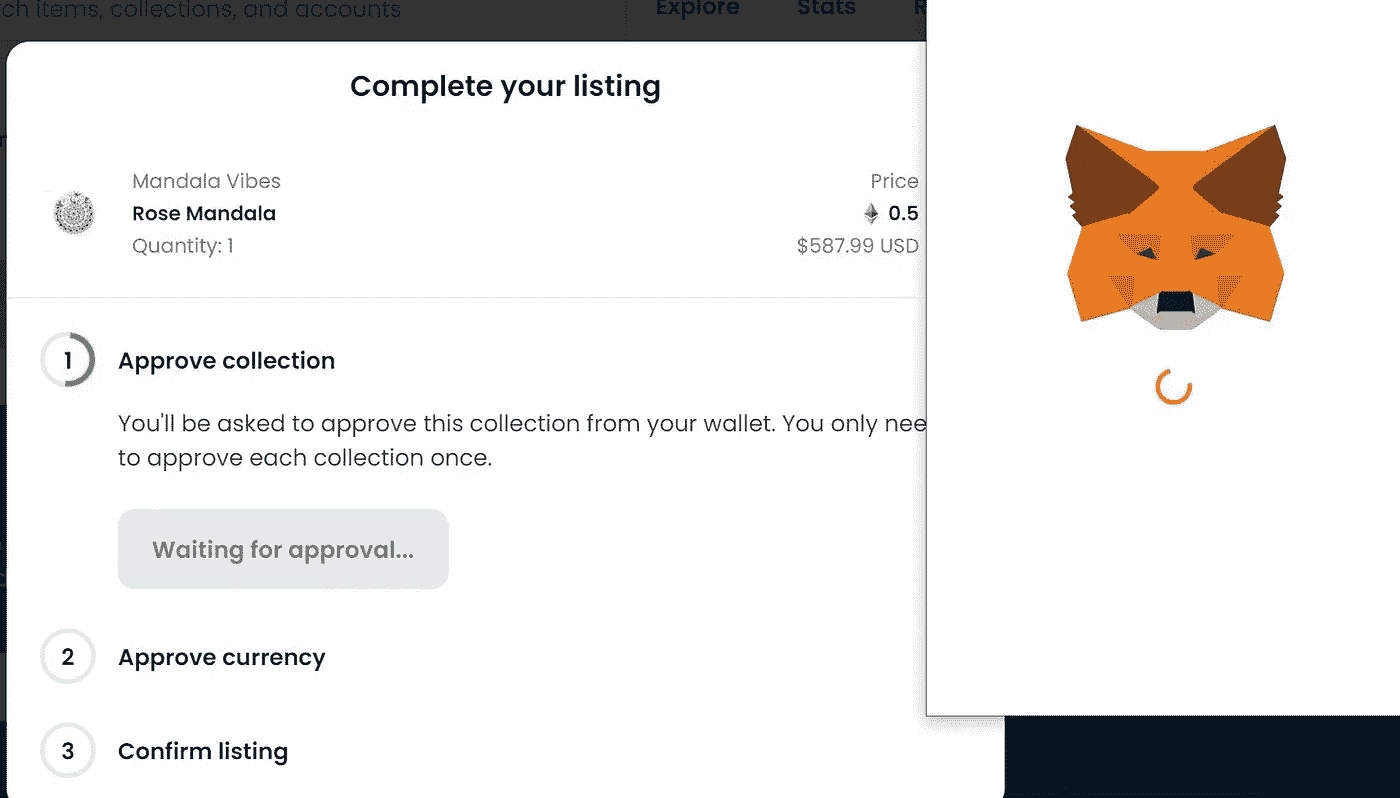 ch items, collections, and accounts
Explore Stats R
Complete your listing
Mandala Vibes
Rose Mandala
Quantity: 1
Price
0.5
$587.99 USD
1 Approve collection
You'll be asked to approve this collection from your wallet. You only nee
to approve each collection once.
Waiting for approval...
2 Approve currency
3 Confirm listing